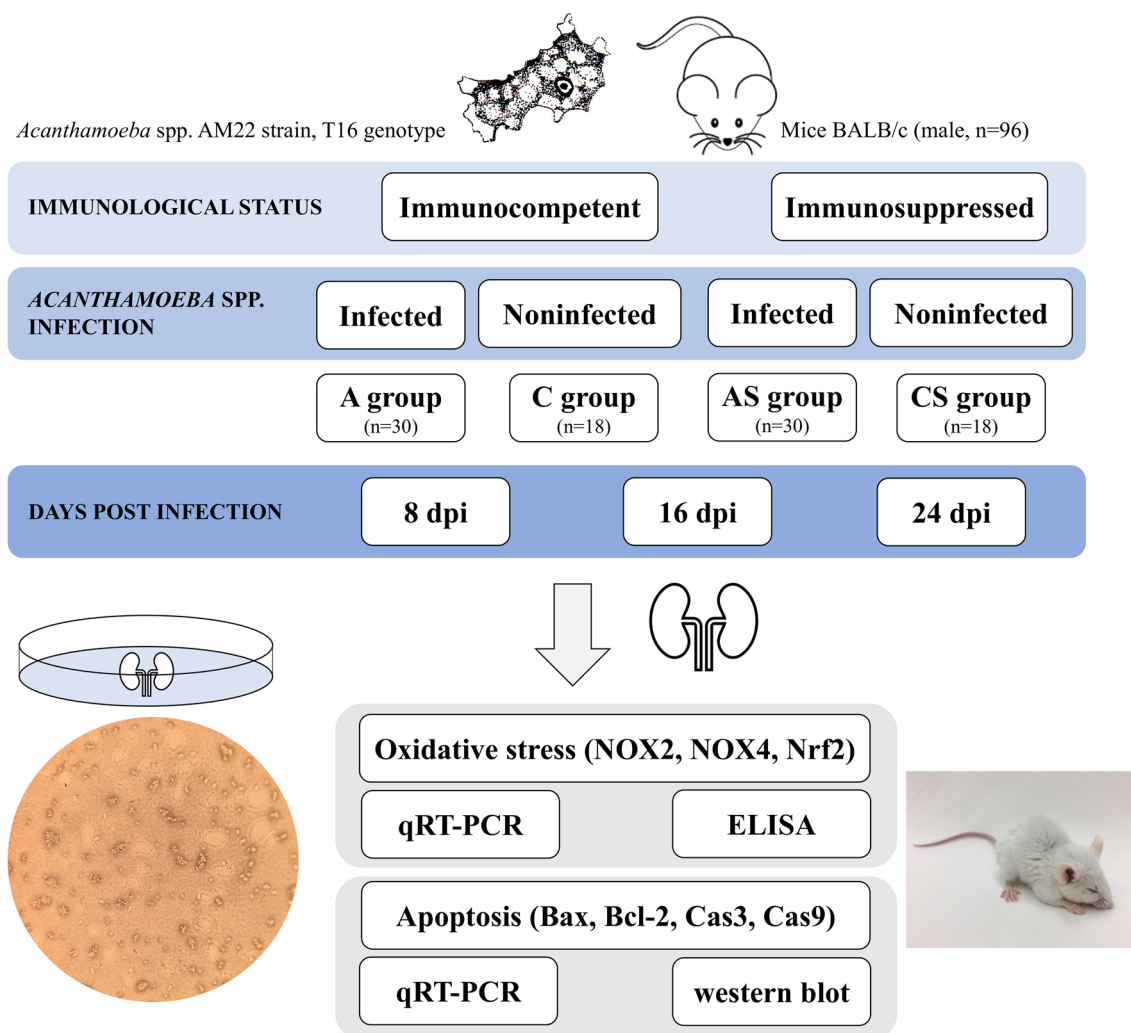 Acanthamoeba spp. AM22 strain, T16 genotype
Mice BALB/c (male, n=96)
IMMUNOLOGICAL STATUS
Immunocompetent
Immunosuppressed
ACANTHAMOEBA SPP.
INFECTION
Infected
Noninfected
Infected
Noninfected
A group
(n=30)
C group
(n=18)
AS group
(n=30)
CS group
(n=18)
DAYS POST INFECTION
8 dpi
16 dpi
24 dpi
Oxidative stress (NOX2, NOX4, Nrf2)
qRT-PCR
ELISA
Apoptosis (Bax, Bcl-2, Cas3, Cas9)
qRT-PCR
western blot